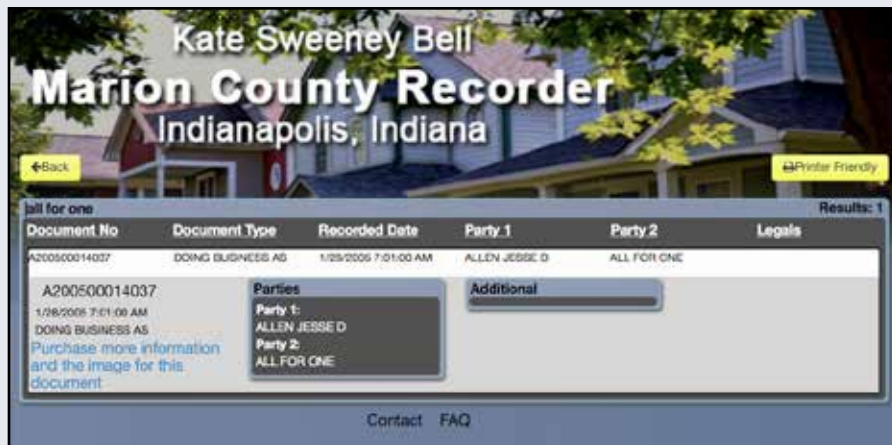 Kate Sweeney Bell
Marion County Recorder
Indianapolis, Indiana
←Back
Printer Friendly
all for one Results: 1
Document No Document Type Recorded Date Party 1 Party 2 Legals
A200500014037 DOING BUSINESS AS 1/28/2005 7:01:00 AM ALLEN JESSE D ALL FOR ONE
A200500014037
1/28/2005 7:01:00 AM
DOING BUSINESS AS
Purchase more information
and the image for this
document
Parties
Party 1:
ALLEN JESSE D
Party 2:
ALL FOR ONE
Additional
Contact FAQ